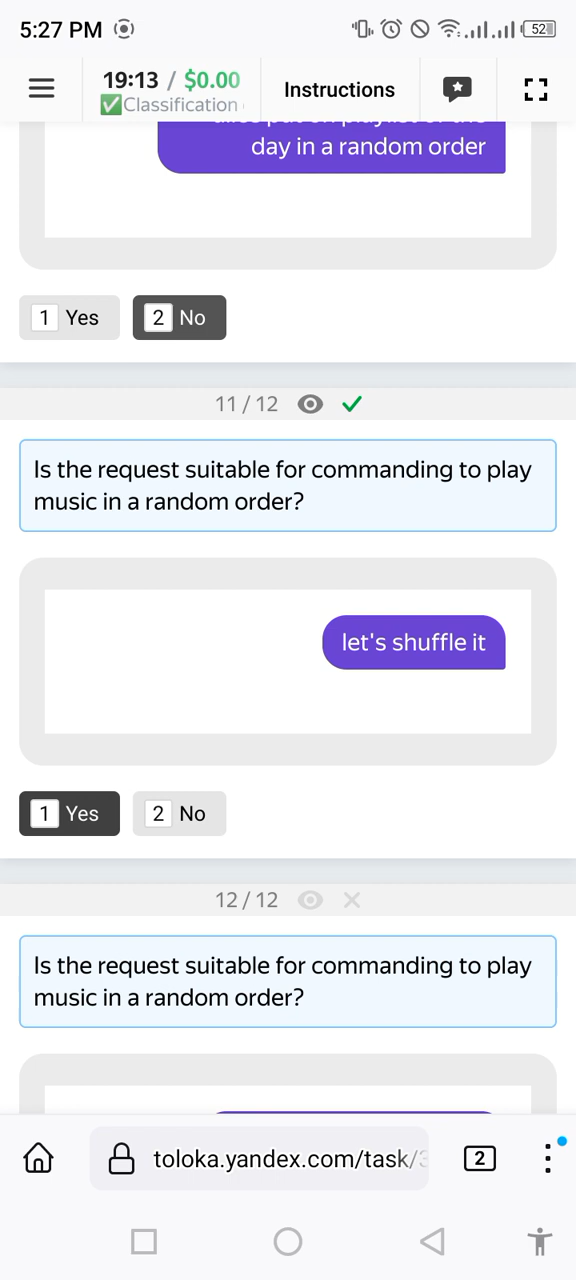 5:27 PM
52
19:13 / $0.00
✅Classification
Instructions
day in a random order
1 Yes
2 No
11 / 12
Is the request suitable for commanding to play
music in a random order?
let's shuffle it
1 Yes
2 No
12 / 12
Is the request suitable for commanding to play
music in a random order?
toloka.yandex.com/task/
2